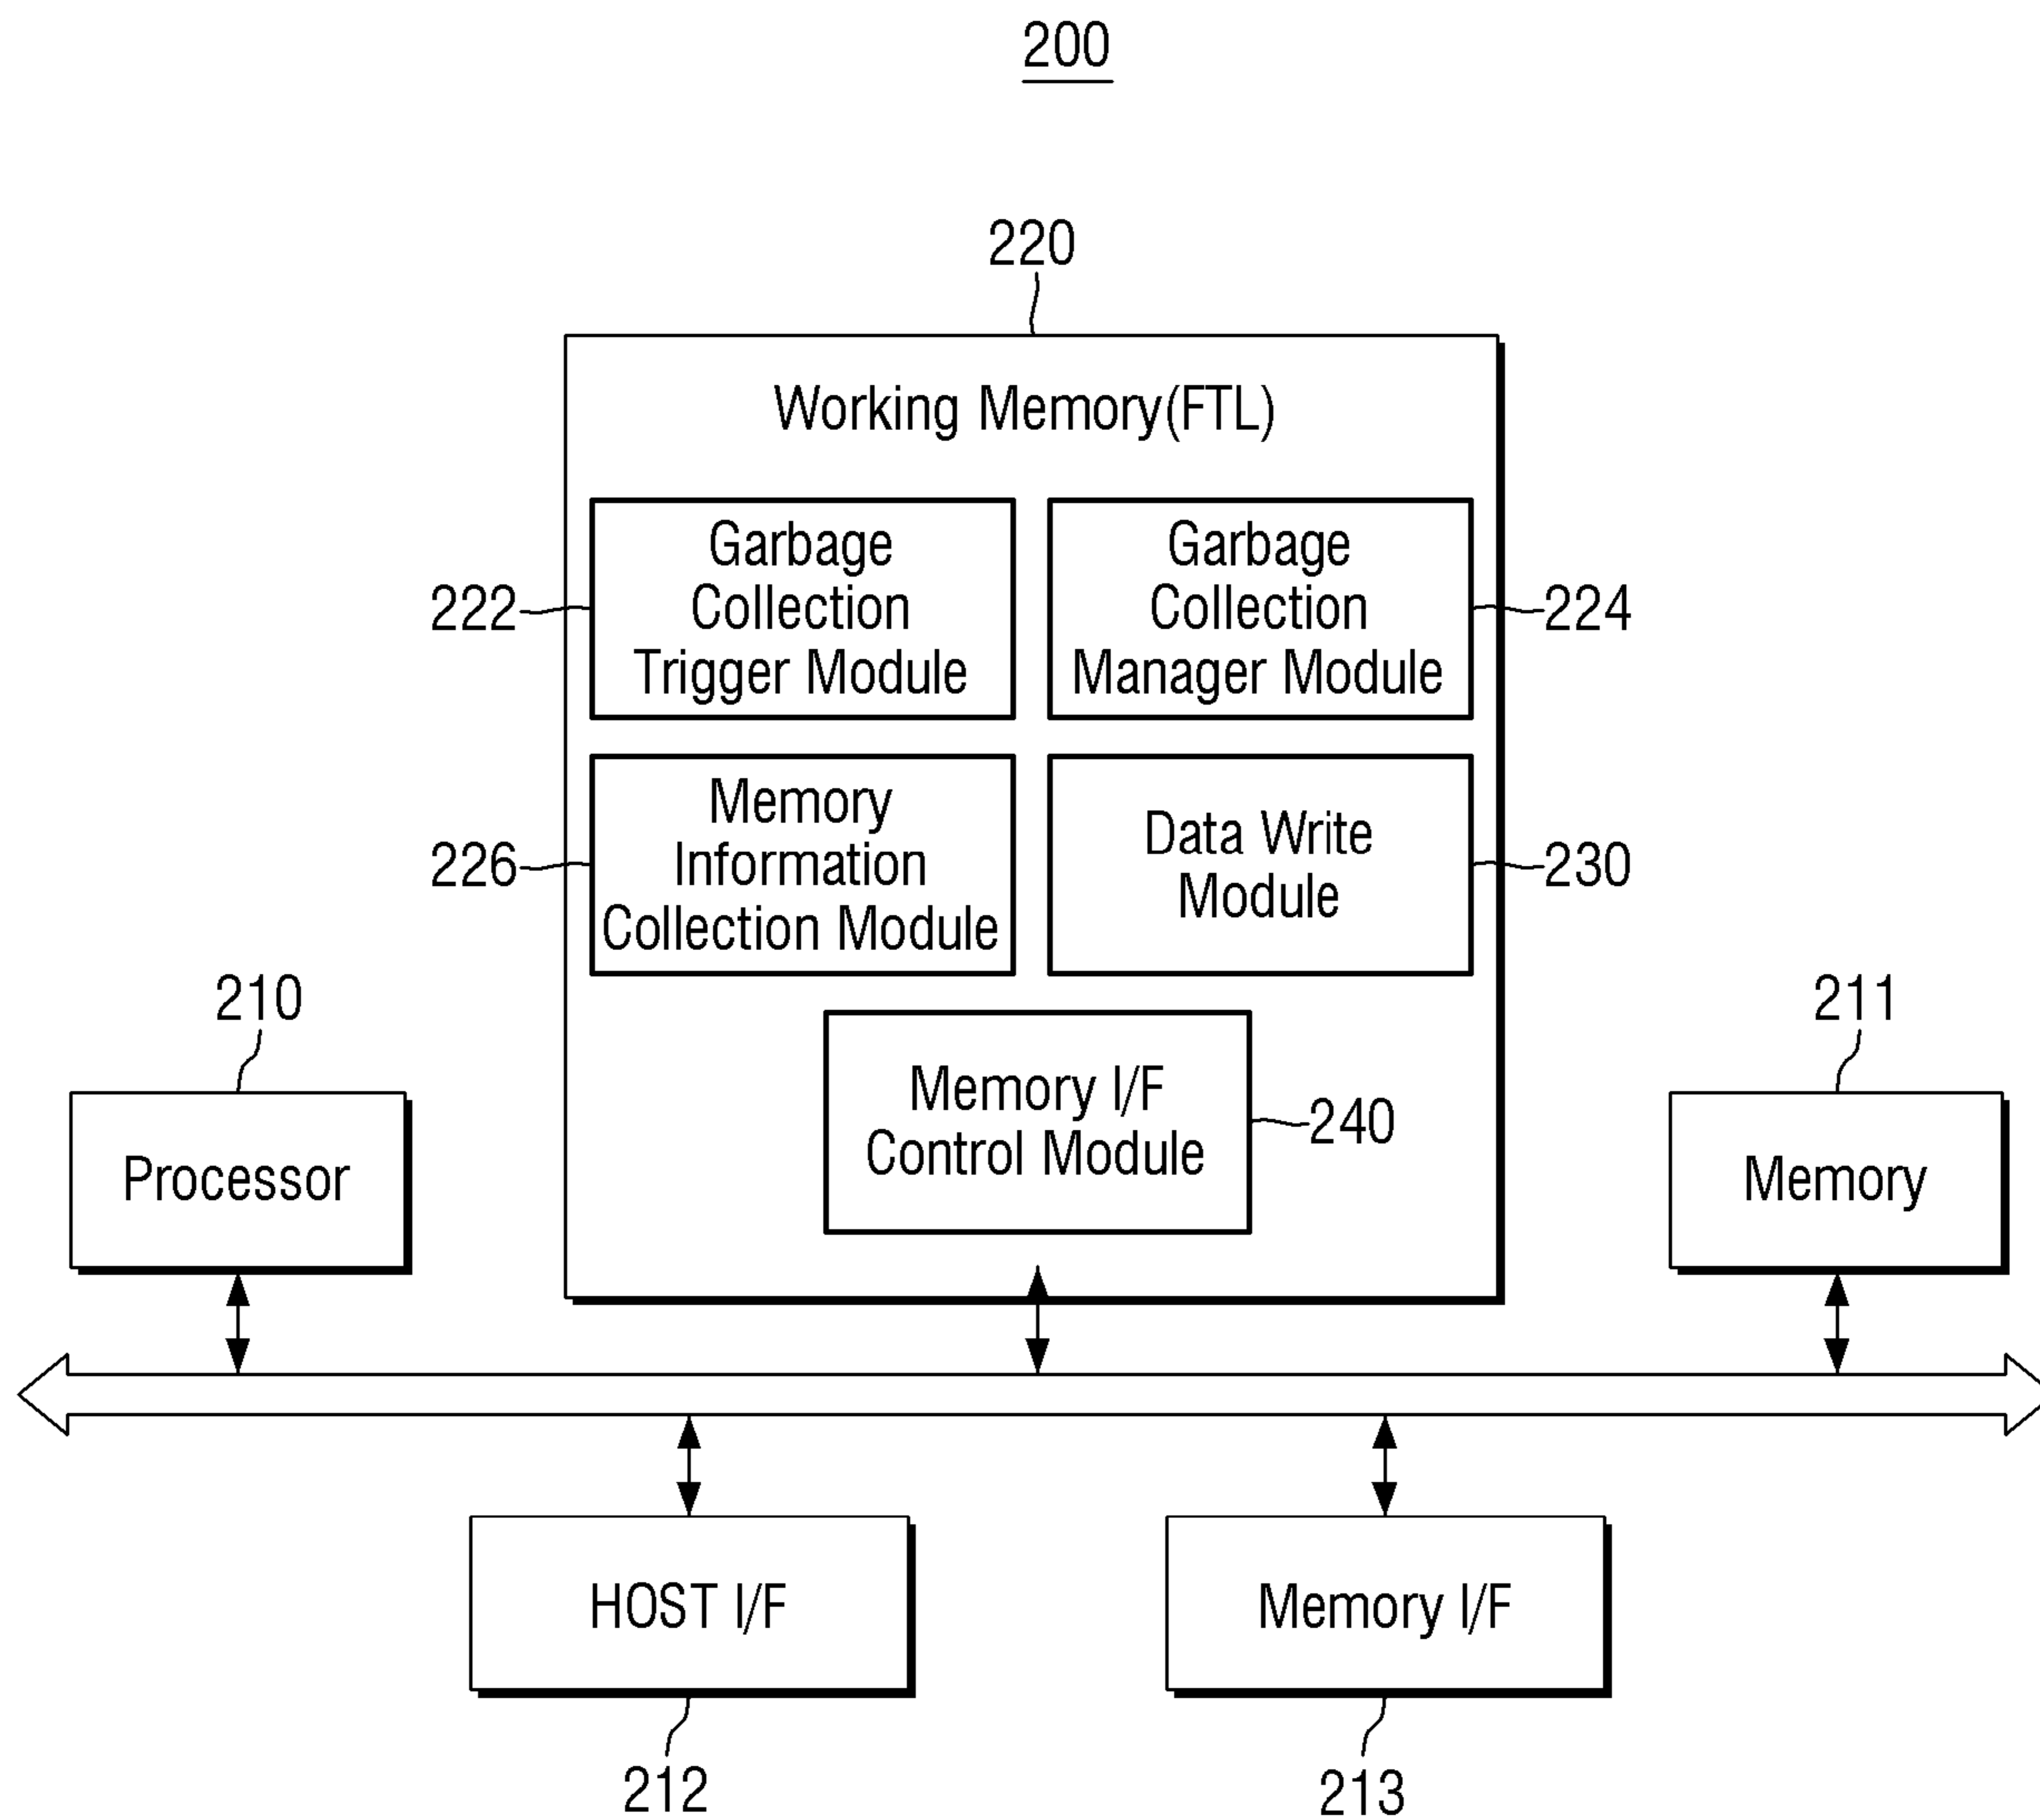 200
220
Working Memory(FTL)
Garbage
Collection
Trigger Module
222
Garbage
Collection
Manager Module
224
Memory
Information
Collection Module
226
Data Write
Module
230
Memory I/F
Control Module
240
210
Processor
211
Memory
HOST I/F
212
Memory I/F
213